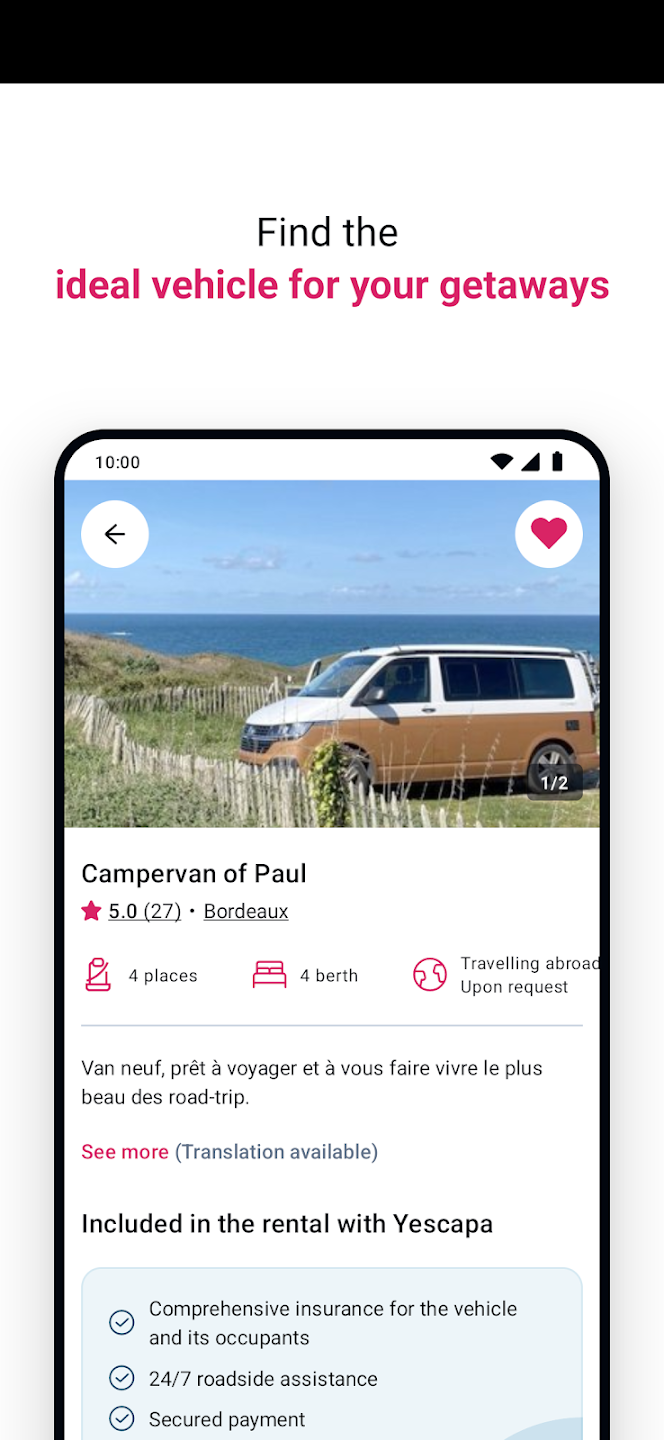 Find the
ideal vehicle for your getaways
10:00
1/2
Campervan of Paul
5.0 (27) • Bordeaux
4 places
4 berth
Travelling abroad
Upon request
Van neuf, prêt à voyager et à vous faire vivre le plus
beau des road-trip.
See more (Translation available)
Included in the rental with Yescapa
Comprehensive insurance for the vehicle
and its occupants
24/7 roadside assistance
Secured payment